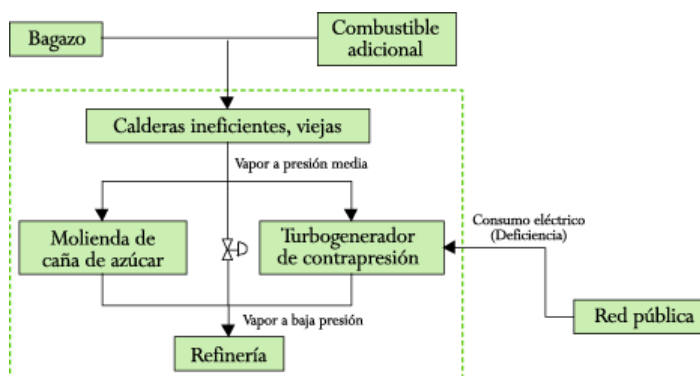 Bagazo
Combustible
adicional
Calderas ineficientes, viejas
Vapor a presión media
Molienda de
caña de azúcar
Turbogenerador
de contrapresión
Consumo eléctrico
(Deficiencia)
Red pública
Vapor a baja presión
Refinería